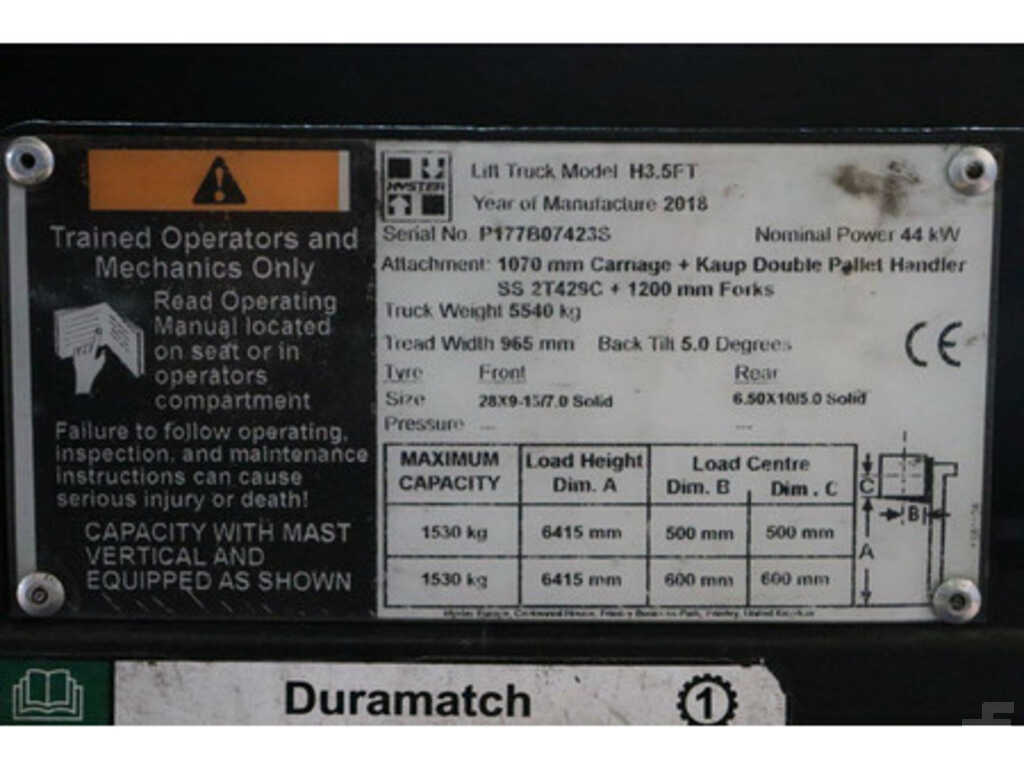 Trained Operators and
Mechanics Only
Read Operating
Manual located
on seat or in
operators
compartment
Failure to follow operating,
inspection, and maintenance
instructions can cause
serious injury or death!
CAPACITY WITH MAST
VERTICAL AND
EQUIPPED AS SHOWN
HYSTER
Lift Truck Model H3.5FT
Year of Manufacture 2018
Serial No. P177B07423S Nominal Power 44 kW
Attachment: 1070 mm Carriage + Kaup Double Pallet Handler
SS 2T429C + 1200 mm Forks
Truck Weight 5540 kg
Tread Width 965 mm Back Tilt 5.0 Degrees
CE
Tyre Front Rear
Size 28X9-15/7.0 Solid 6.50X10/5.0 Solid
Pressure --- ---
MAXIMUM CAPACITY Load Height Dim. A Load Centre Dim. B Dim. C
1530 kg 6415 mm 500 mm 500 mm
1530 kg 6415 mm 600 mm 600 mm
C
B
A
Duramatch 1